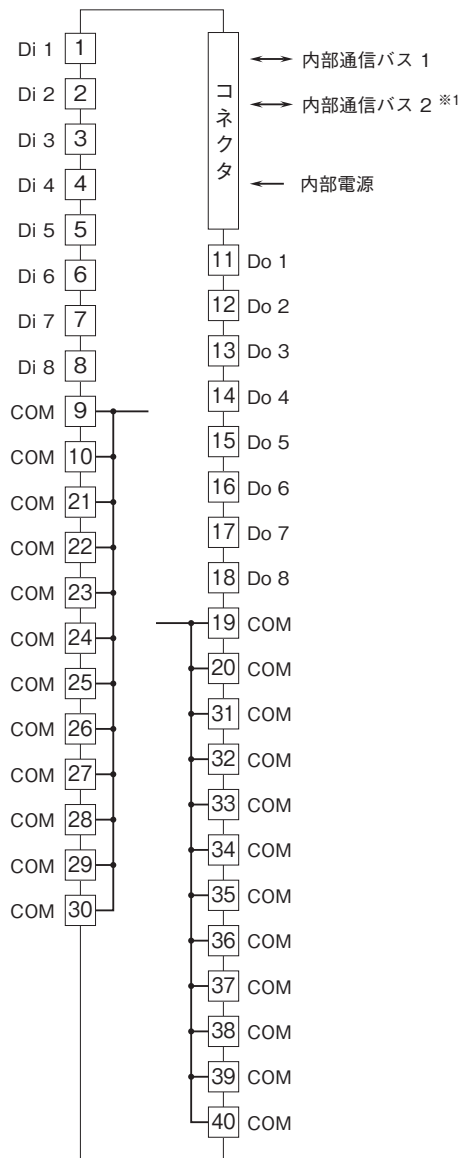 Di 1 1
Di 2 2
Di 3 3
Di 4 4
Di 5 5
Di 6 6
Di 7 7
Di 8 8
COM 9
COM 10
COM 21
COM 22
COM 23
COM 24
COM 25
COM 26
COM 27
COM 28
COM 29
COM 30
コネクタ
内部通信バス 1
内部通信バス 2 ※1
内部電源
11 Do 1
12 Do 2
13 Do 3
14 Do 4
15 Do 5
16 Do 6
17 Do 7
18 Do 8
19 COM
20 COM
31 COM
32 COM
33 COM
34 COM
35 COM
36 COM
37 COM
38 COM
39 COM
40 COM